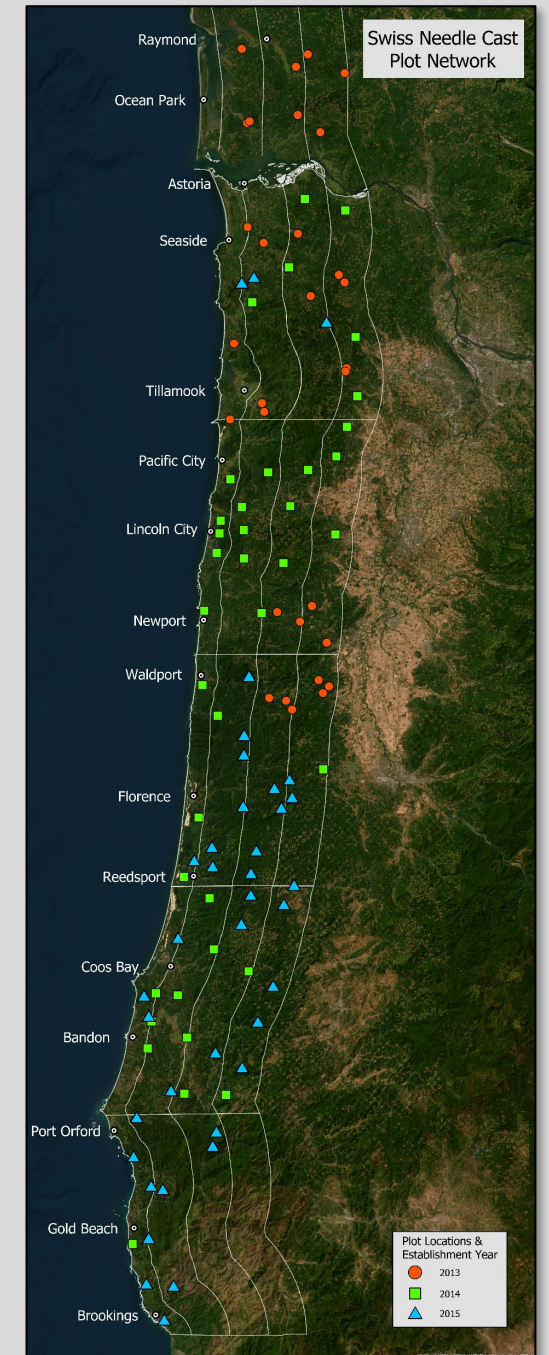 Swiss Needle Cast
Plot Network
Raymond
Ocean Park
Astoria
Seaside
Tillamook
Pacific City
Lincoln City
Newport
Waldport
Florence
Reedsport
Coos Bay
Bandon
Port Orford
Gold Beach
Brookings
Plot Locations &
Establishment Year
2013
2014
2015